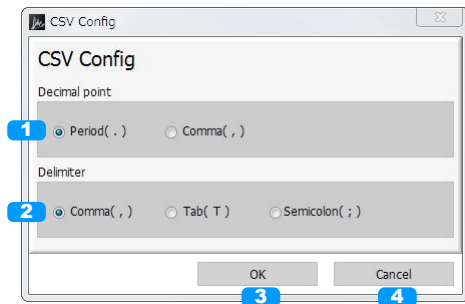 CSV Config
CSV Config
Decimal point
1 Period( . ) Comma( , )
Delimiter
2 Comma( , ) Tab( T ) Semicolon( ; )
OK Cancel
3 4